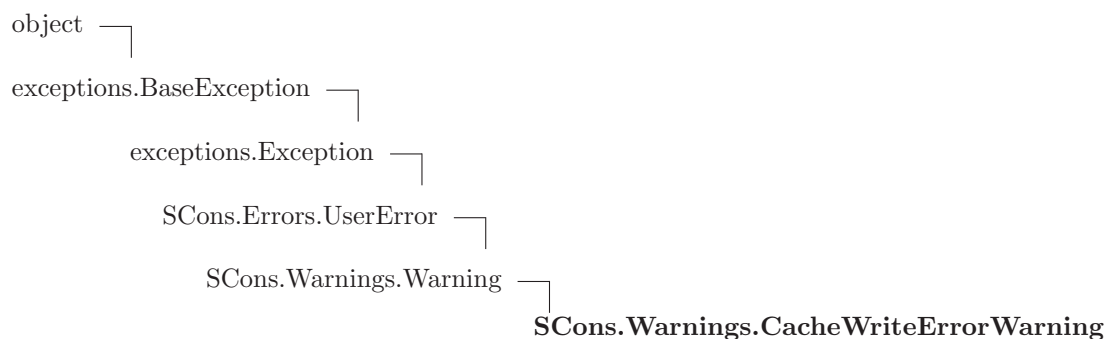 object
exceptions.BaseException
exceptions.Exception
SCons.Errors.UserError
SCons.Warnings.Warning
SCons.Warnings.CacheWriteErrorWarning